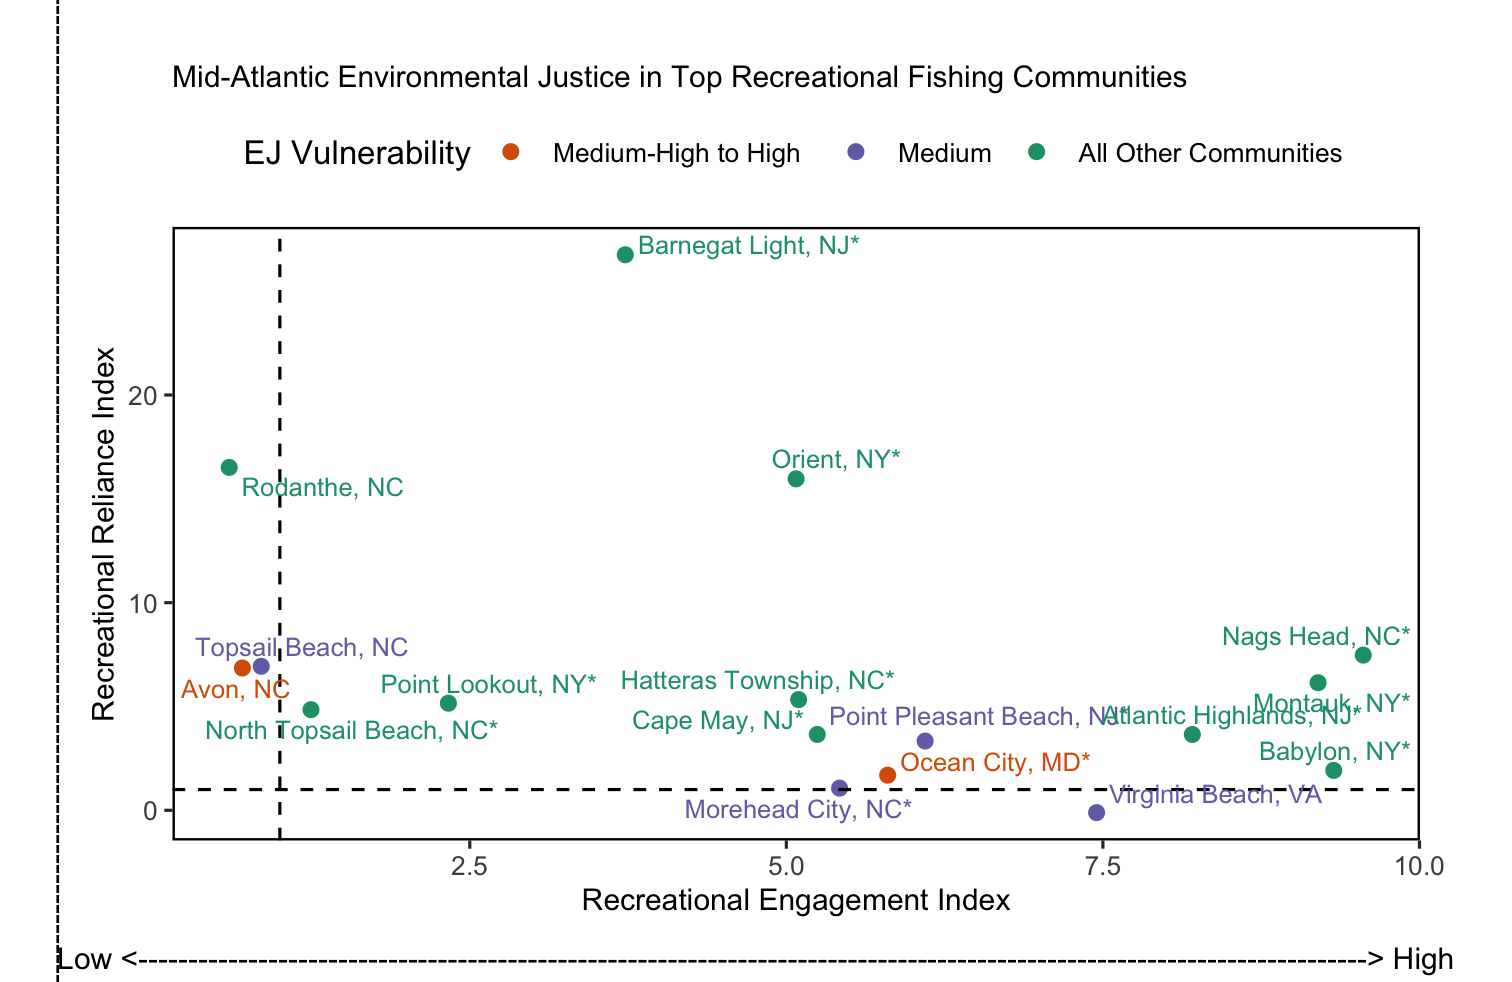 Mid-Atlantic Environmental Justice in Top Recreational Fishing Communities
EJ Vulnerability
Medium-High to High
Medium
All Other Communities
Recreational Reliance Index
20
10
0
Barnegat Light, NJ*
Orient, NY*
Rodanthe, NC
Nags Head, NC*
Topsail Beach, NC
Hatteras Township, NC*
Point Lookout, NY*
Avon, NC
Montauk, NY*
Atlantic Highlands, NJ*
Point Pleasant Beach, NJ*
Cape May, NJ*
North Topsail Beach, NC*
Babylon, NY*
Ocean City, MD*
Virginia Beach, VA
Morehead City, NC*
2.5
5.0
7.5
10.0
Recreational Engagement Index
Low <--------------------------------------------------------------------------------------------------------------------------> High